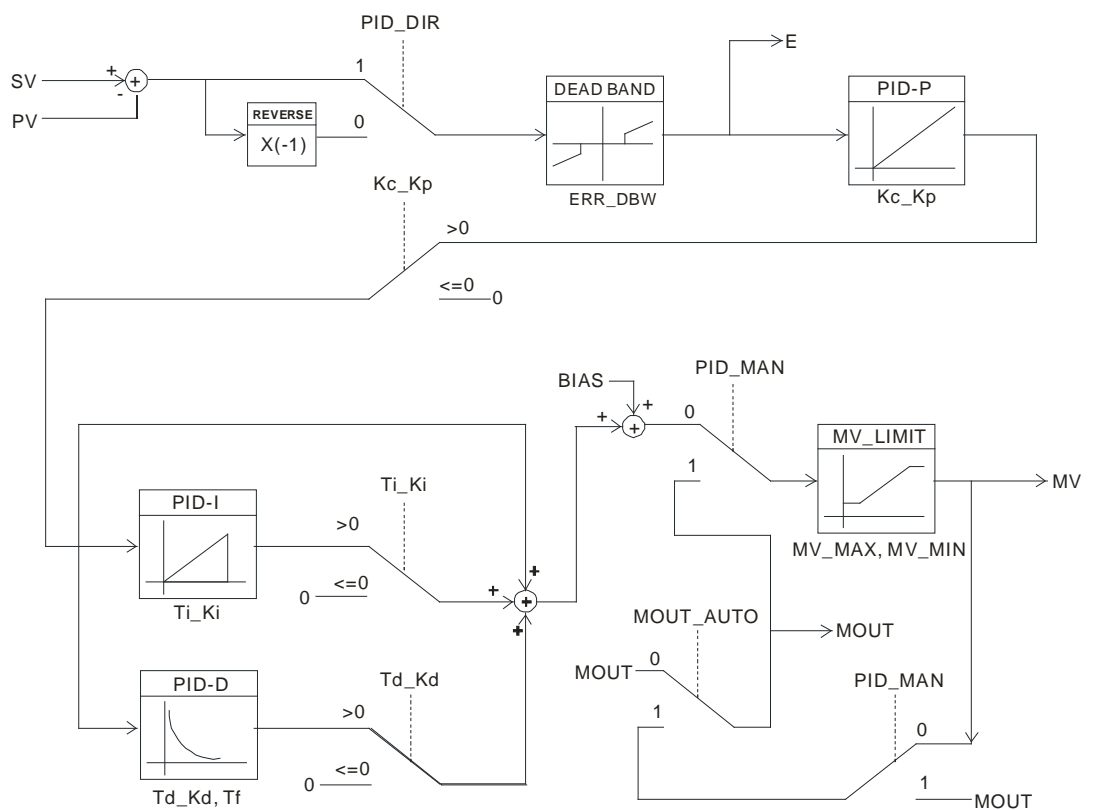 PID_DIR
E
SV
+
+
-
PV
1
REVERSE
X(-1)
0
DEAD BAND
ERR_DBW
PID-P
Kc_Kp
Kc_Kp
>0
<=0
0
BIAS
+
+
+
PID_MAN
0
1
MV_LIMIT
MV
MV_MAX, MV_MIN
PID-I
Ti_Ki
Ti_Ki
>0
<=0
0
+
+
+
+
MOUT_AUTO
MOUT
0
MOUT
1
PID-D
Td_Kd, Tf
Td_Kd
>0
<=0
0
PID_MAN
0
1
MOUT